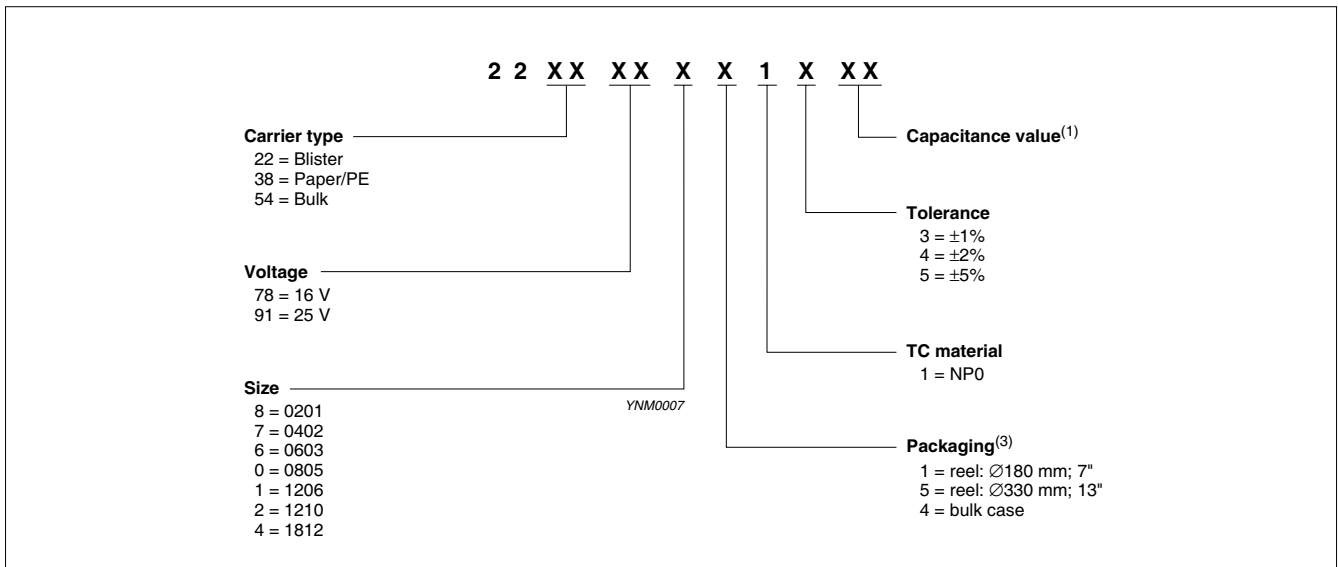 2 2 XX XX X X 1 X XX
Carrier type
22 = Blister
38 = Paper/PE
54 = Bulk
Voltage
78 = 16 V
91 = 25 V
Size
8 = 0201
7 = 0402
6 = 0603
0 = 0805
1 = 1206
2 = 1210
4 = 1812
YNM0007
Capacitance value(1)
Tolerance
3 = ±1%
4 = ±2%
5 = ±5%
TC material
1 = NP0
Packaging(3)
1 = reel: ∅180 mm; 7"
5 = reel: ∅330 mm; 13"
4 = bulk case